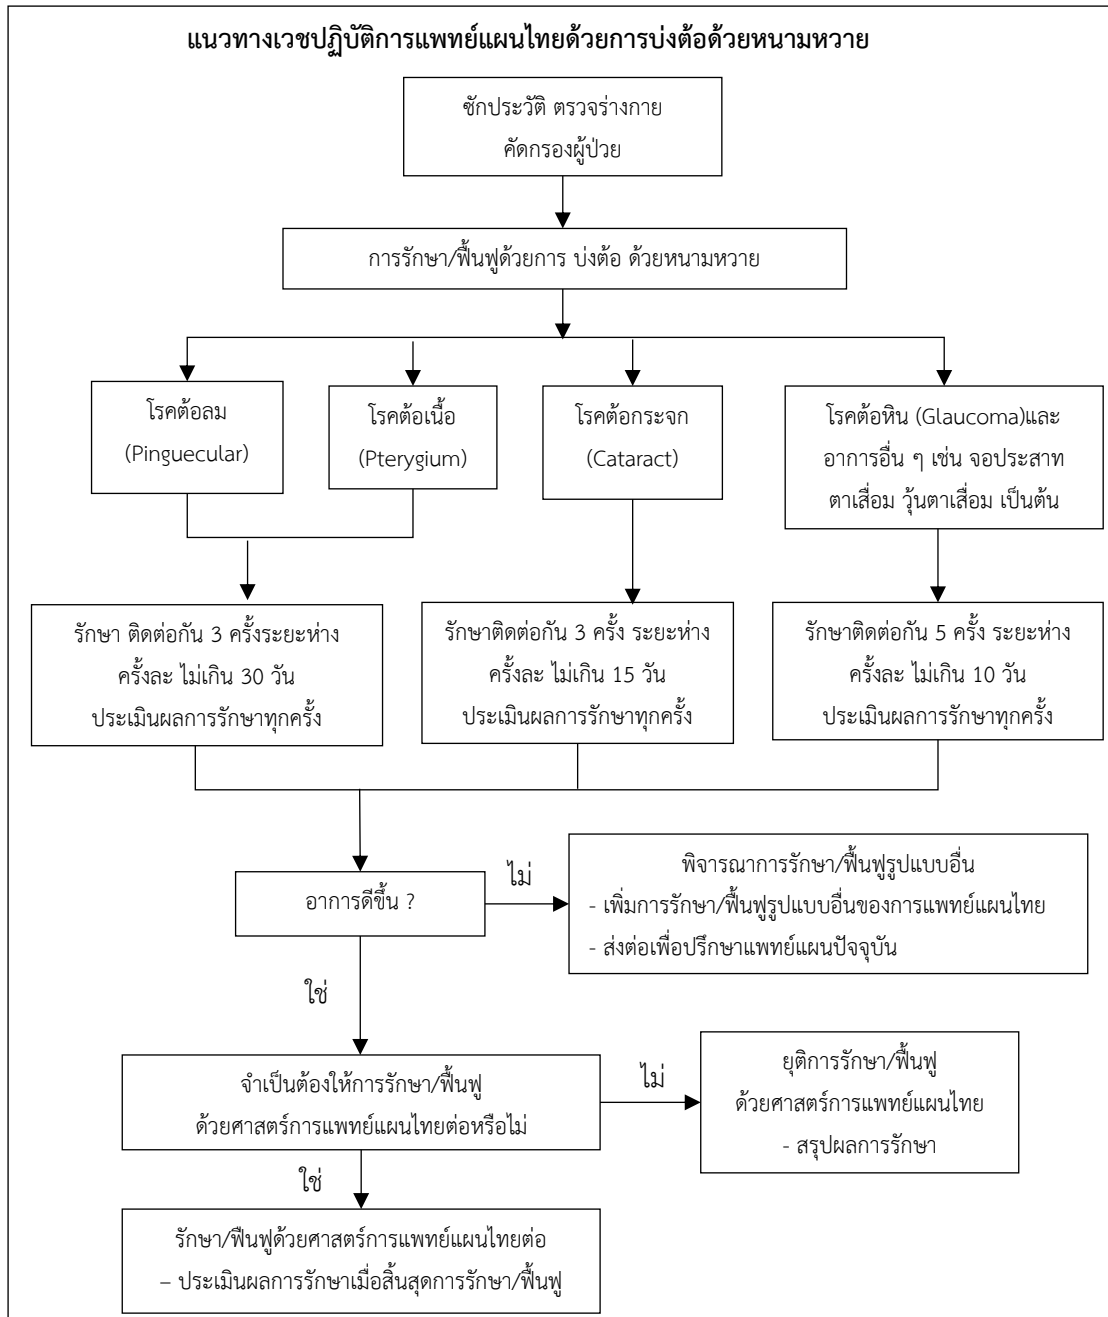 แนวทางเวชปฏิบัติการแพทย์แผนไทยด้วยการบ่งต้อด้วยหนามหวาย
ซักประวัติ ตรวจร่างกาย
คัดกรองผู้ป่วย
การรักษา/ฟื้นฟูด้วยการ บ่งต้อ ด้วยหนามหวาย
โรคต้อลม
(Pinguecular)
โรคต้อเนื้อ
(Pterygium)
โรคต้อกระจก
(Cataract)
โรคต้อหิน (Glaucoma)และ
อาการอื่น ๆ เช่น จอประสาท
ตาเสื่อม วุ้นตาเสื่อม เป็นต้น
รักษา ติดต่อกัน 3 ครั้งระยะห่าง
ครั้งละ ไม่เกิน 30 วัน
ประเมินผลการรักษาทุกครั้ง
รักษาติดต่อกัน 3 ครั้ง ระยะห่าง
ครั้งละ ไม่เกิน 15 วัน
ประเมินผลการรักษาทุกครั้ง
รักษาติดต่อกัน 5 ครั้ง ระยะห่าง
ครั้งละ ไม่เกิน 10 วัน
ประเมินผลการรักษาทุกครั้ง
อาการดีขึ้น ?
ไม่
พิจารณาการรักษา/ฟื้นฟูรูปแบบอื่น
- เพิ่มการรักษา/ฟื้นฟูรูปแบบอื่นของการแพทย์แผนไทย
- ส่งต่อเพื่อปรึกษาแพทย์แผนปัจจุบัน
ใช่
จำเป็นต้องให้การรักษา/ฟื้นฟู
ด้วยศาสตร์การแพทย์แผนไทยต่อหรือไม่
ไม่
ยุติการรักษา/ฟื้นฟู
ด้วยศาสตร์การแพทย์แผนไทย
- สรุปผลการรักษา
ใช่
รักษา/ฟืนฟูด้วยศาสตร์การแพทย์แผนไทยต่อ
– ประเมินผลการรักษาเมื่อสิ้นสุดการรักษา/ฟื้นฟู